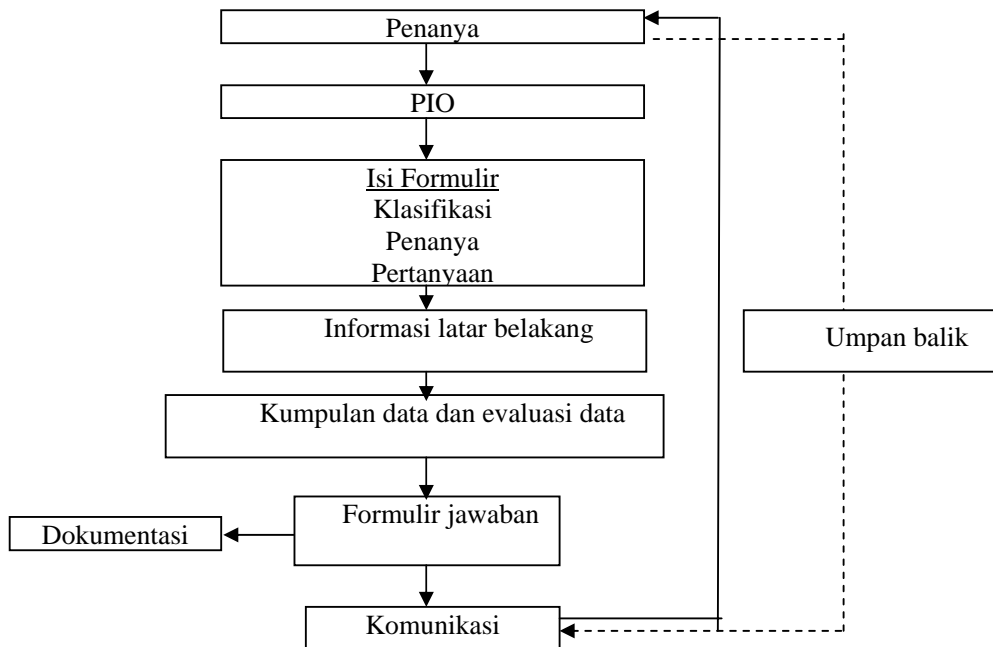 Penanya
PIO
Isi Formulir
Klasifikasi
Penanya
Pertanyaan
Informasi latar belakang
Umpan balik
Kumpulan data dan evaluasi data
Formulir jawaban
Dokumentasi
Komunikasi